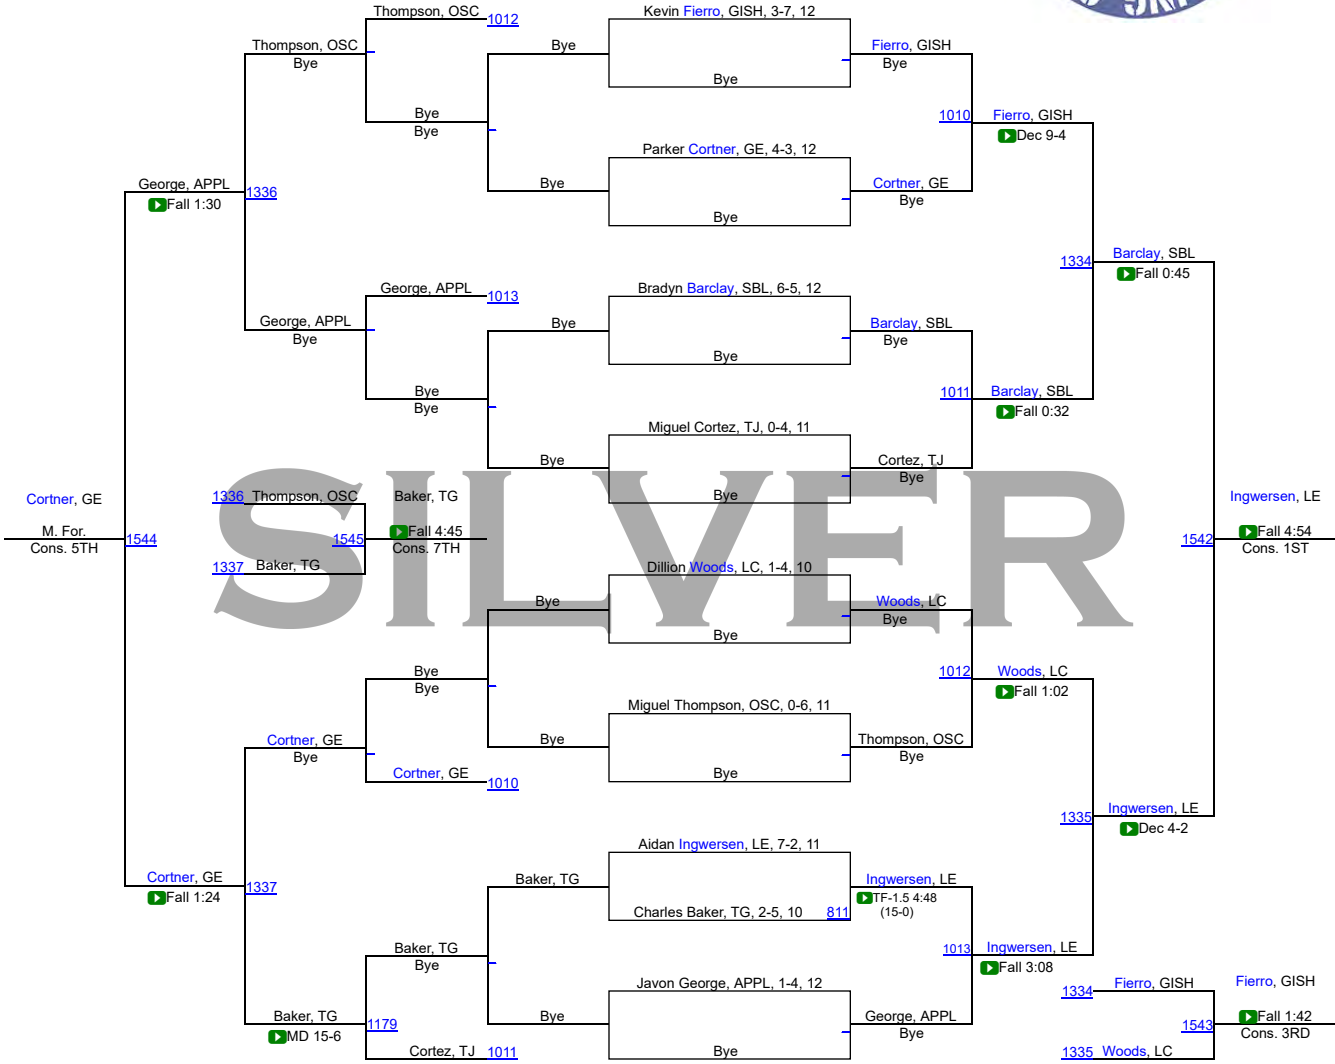 Thompson, OSC
1012
Kevin Fierro, GISH, 3-7, 12
Thompson, OSC
Bye
Bye
Fierro, GISH
Bye
Bye
Bye
Bye
1010
Fierro, GISH
Dec 9-4
Parker Cortner, GE, 4-3, 12
George, APPL
1336
Fall 1:30
Bye
Cortner, GE
Bye
Bye
1334
Barclay, SBL
Fall 0:45
George, APPL
1013
Bradyn Barclay, SBL, 6-5, 12
George, APPL
Bye
Bye
Barclay, SBL
Bye
Bye
Bye
Bye
1011
Barclay, SBL
Fall 0:32
Miguel Cortez, TJ, 0-4, 11
Bye
Cortez, TJ
Bye
Bye
SILVER
Cortner, GE
M. For.
Cons. 5TH
1544
1336
Thompson, OSC
Baker, TG
1545
Fall 4:45
Cons. 7TH
1337
Baker, TG
Ingwersen, LE
1542
Fall 4:54
Cons. 1ST
Dillion Woods, LC, 1-4, 10
Bye
Woods, LC
Bye
Bye
Bye
Bye
1012
Woods, LC
Fall 1:02
Miguel Thompson, OSC, 0-6, 11
Cortner, GE
Bye
Bye
Thompson, OSC
Bye
Bye
Cortner, GE
1010
1335
Ingwersen, LE
Dec 4-2
Aidan Ingwersen, LE, 7-2, 11
Cortner, GE
1337
Fall 1:24
Baker, TG
Ingwersen, LE
TF-1.5 4:48
(15-0)
Charles Baker, TG, 2-5, 10
811
Baker, TG
Bye
1013
Ingwersen, LE
Fall 3:08
Javon George, APPL, 1-4, 12
1334
Fierro, GISH
Fierro, GISH
Baker, TG
1179
MD 15-6
Bye
George, APPL
Bye
1543
Fall 1:42
Cons. 3RD
Cortez, TJ
1011
Bye
1335
Woods, LC